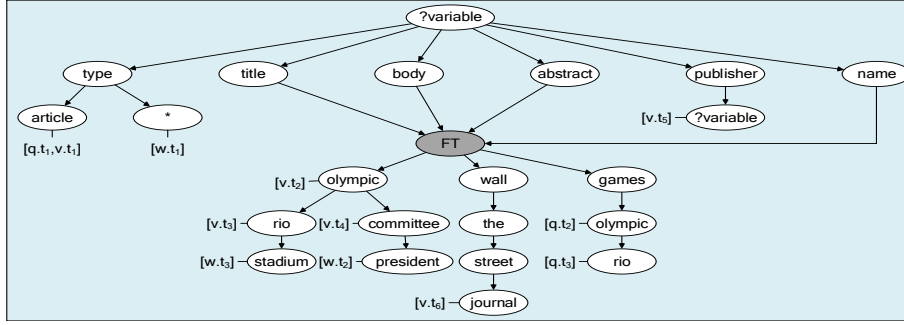 ?variable
type title body abstract publisher name
article * [v.t5] ?variable
[q.t1,v.t1] [w.t1] FT
[v.t2] olympic wall games
[v.t3] rio [v.t4] committee the [q.t2] olympic
[w.t3] stadium [w.t2] president street [q.t3] rio
[v.t6] journal